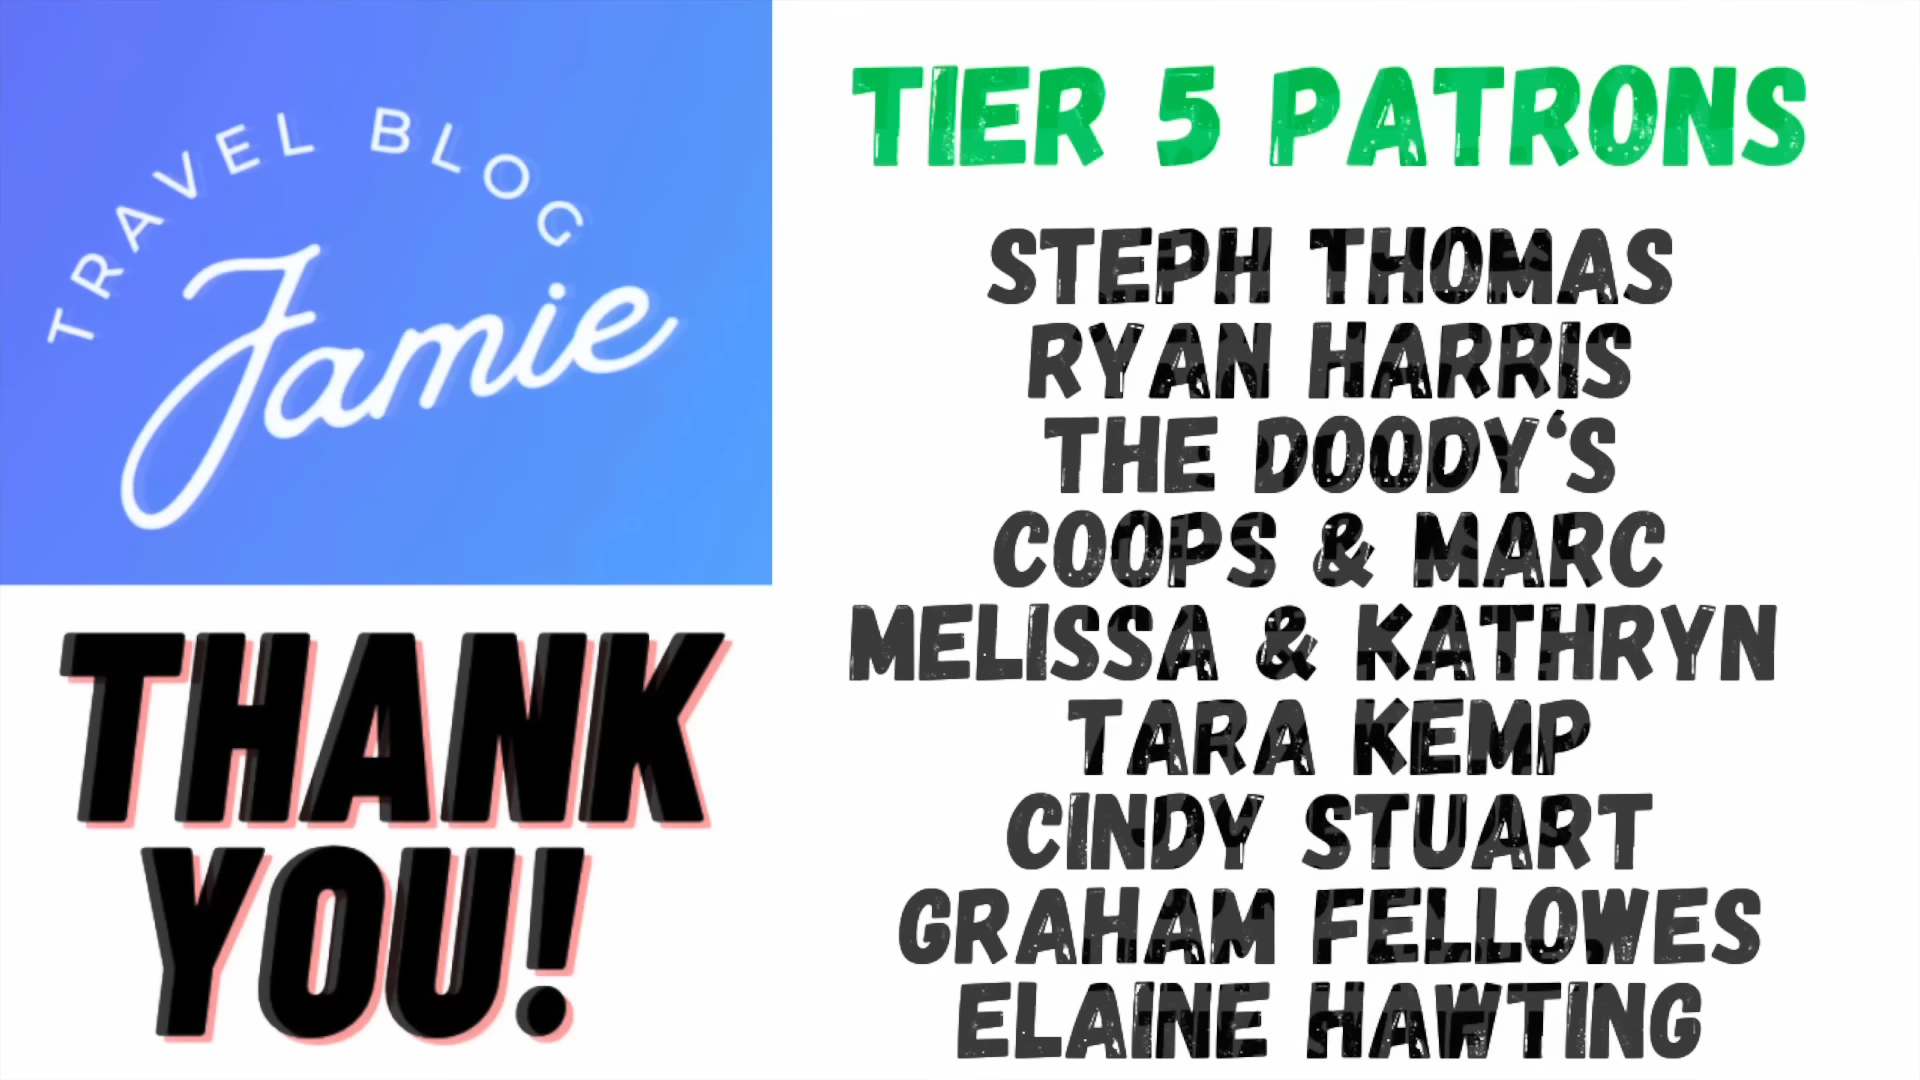 TRAVEL BLOG
Jamie
THANK
YOU!
TIER 5 PATRONS
STEPH THOMAS
RYAN HARRIS
THE DOODY‘S
COOPS & MARC
MELISSA & KATHRYN
TARA KEMP
CINDY STUART
GRAHAM FELLOWES
ELAINE HAWTING